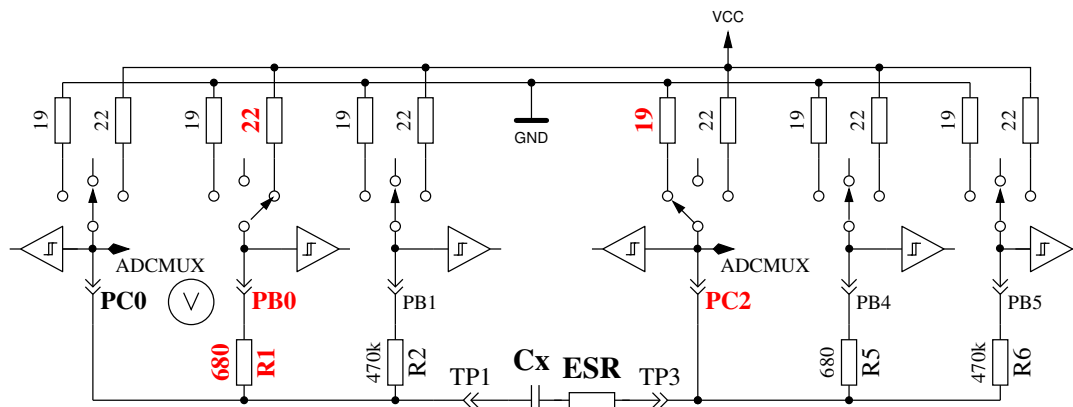 VCC
19
22
19
22
19
22
GND
19
22
19
22
19
22
ADCMUX
ADCMUX
PC0
V
PB0
PB1
PC2
PB4
PB5
680
R1
470k
R2
TP1
Cx
ESR
TP3
680
R5
470k
R6